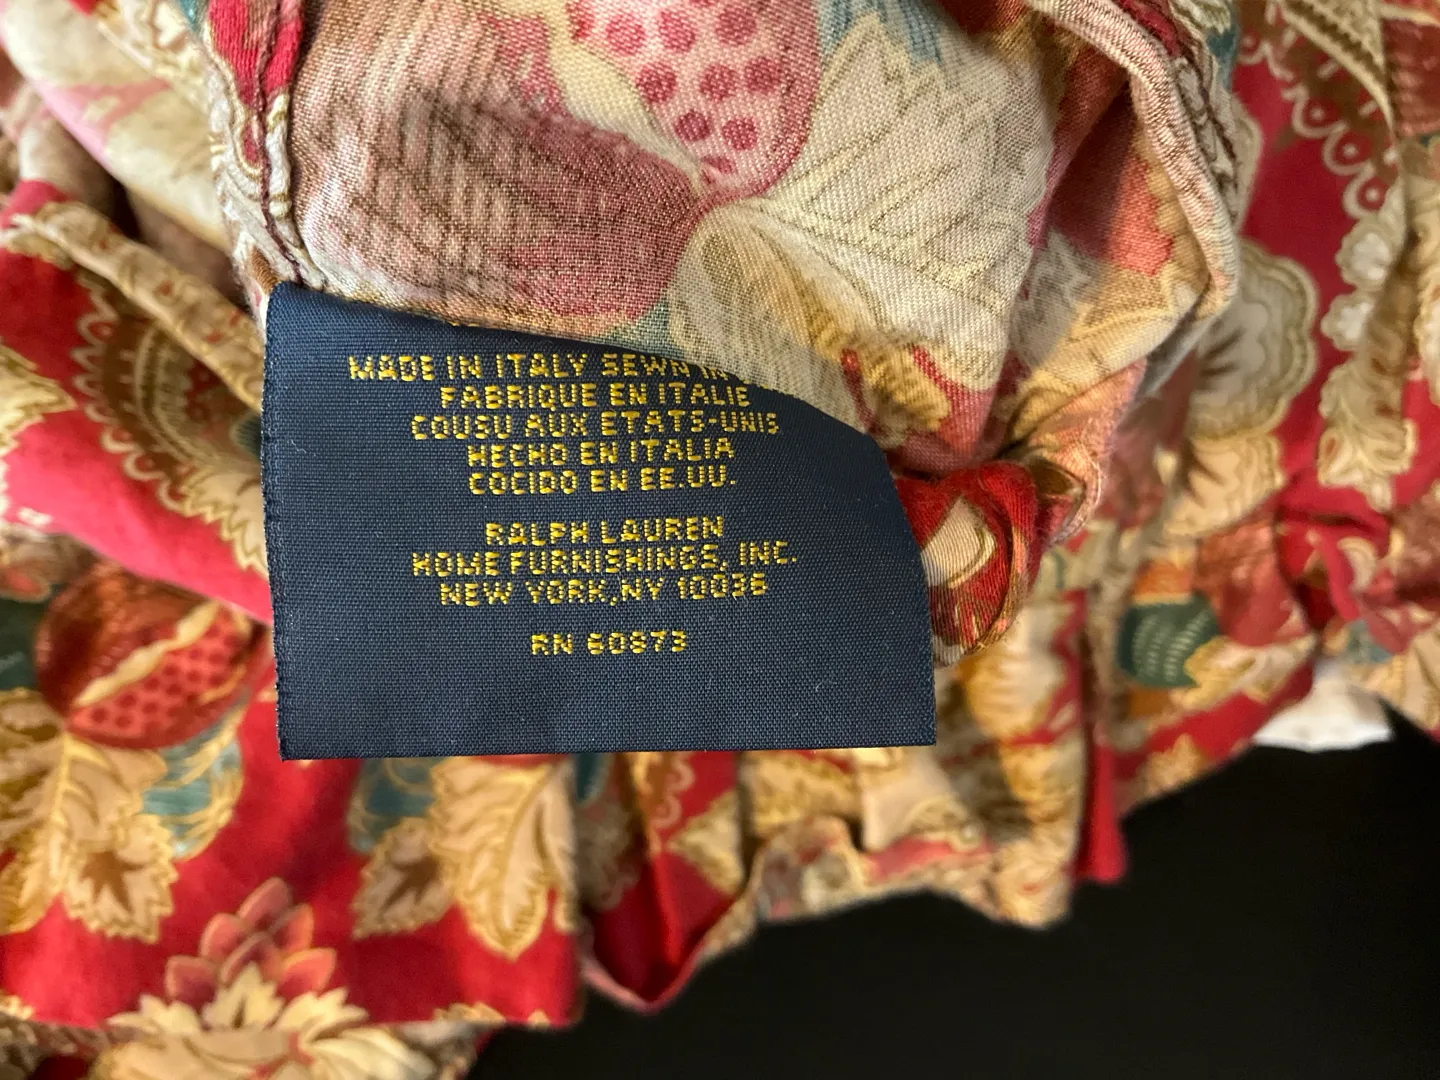 MADE IN ITALY SEWN IN
FABRIQUE EN ITALIE
COUSU AUX ETATS-UNIS
HECHO EN ITALIA
COCIDO EN EE.UU.
RALPH LAUREN
HOME FURNISHINGS, INC.
NEW YORK,NY 10036
RN 60873